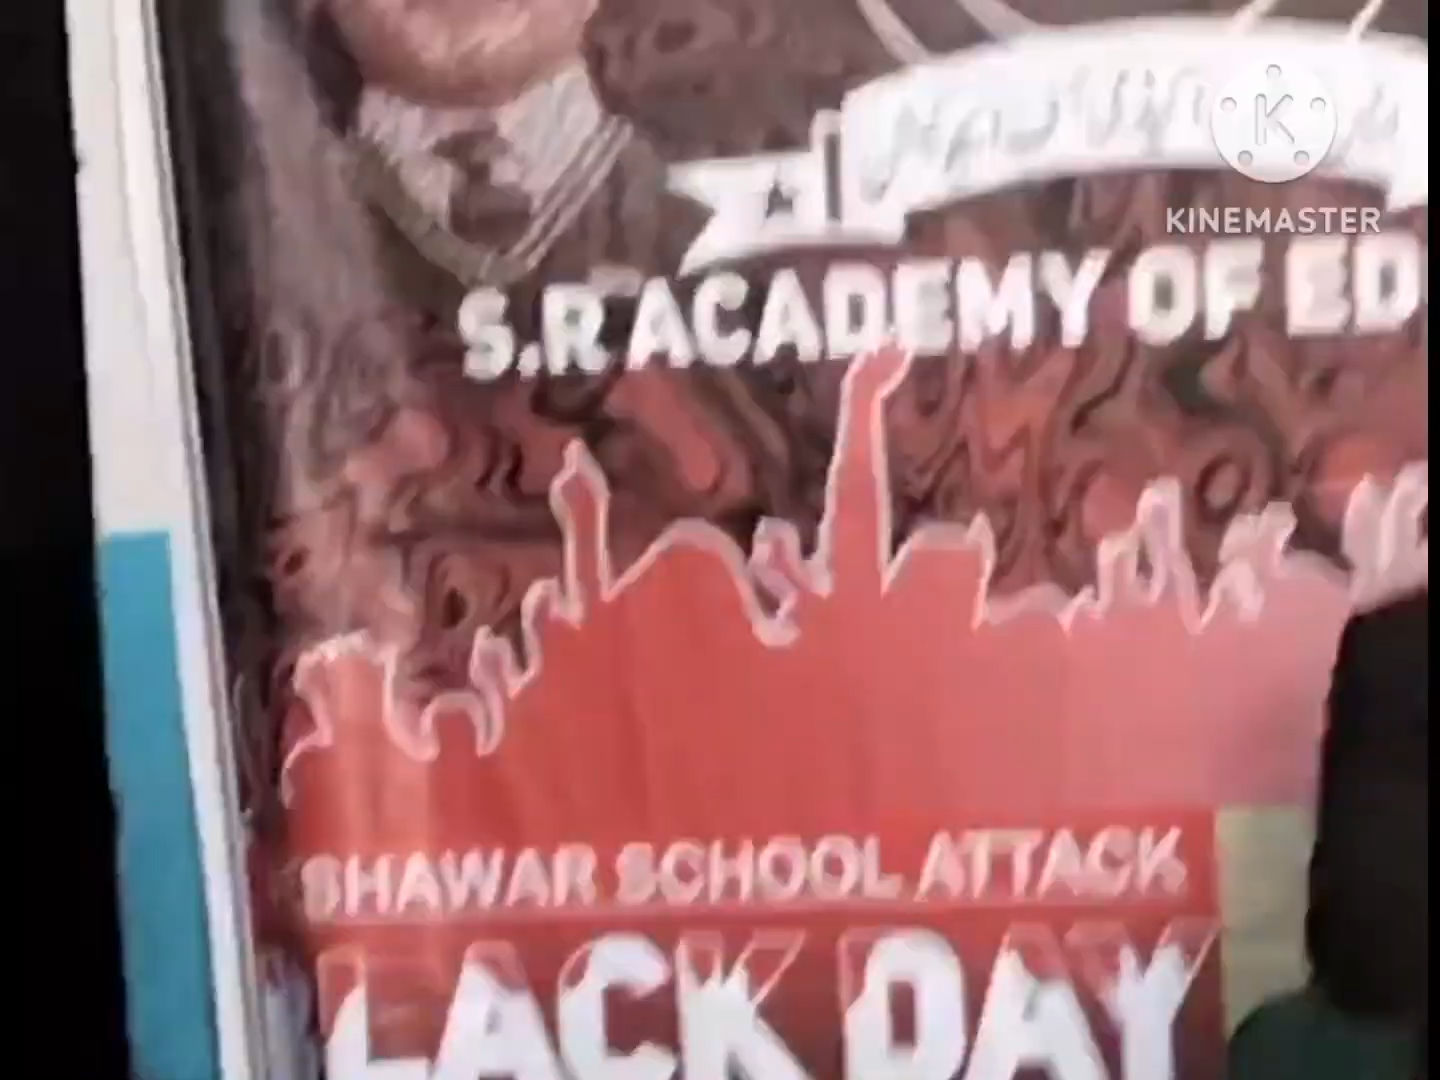 K
KINEMASTER
S.R ACADEMY OF ED
SHAWAR SCHOOL ATTACK
LACK DAY